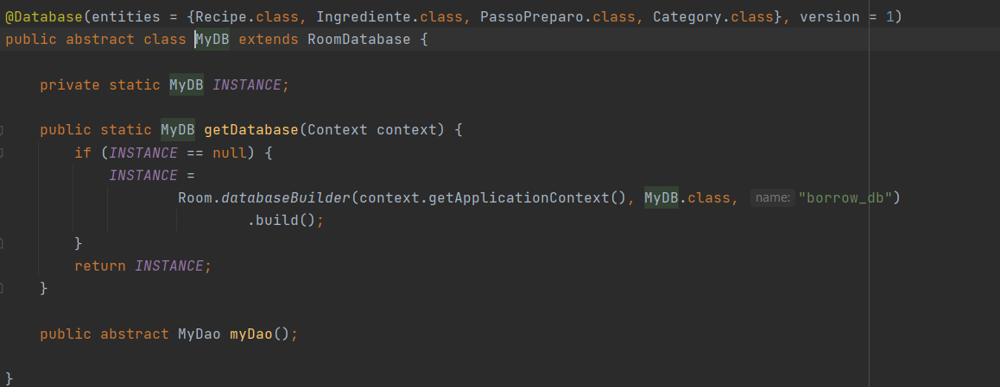 @Database(entities = {Recipe.class, Ingrediente.class, PassoPreparo.class, Category.class}, version = 1)
public abstract class MyDB extends RoomDatabase {
private static MyDB INSTANCE;
public static MyDB getDatabase(Context context) {
if (INSTANCE == null) {
INSTANCE =
Room.databaseBuilder(context.getApplicationContext(), MyDB.class, name: "borrow_db")
.build();
}
return INSTANCE;
}
public abstract MyDao myDao();
}